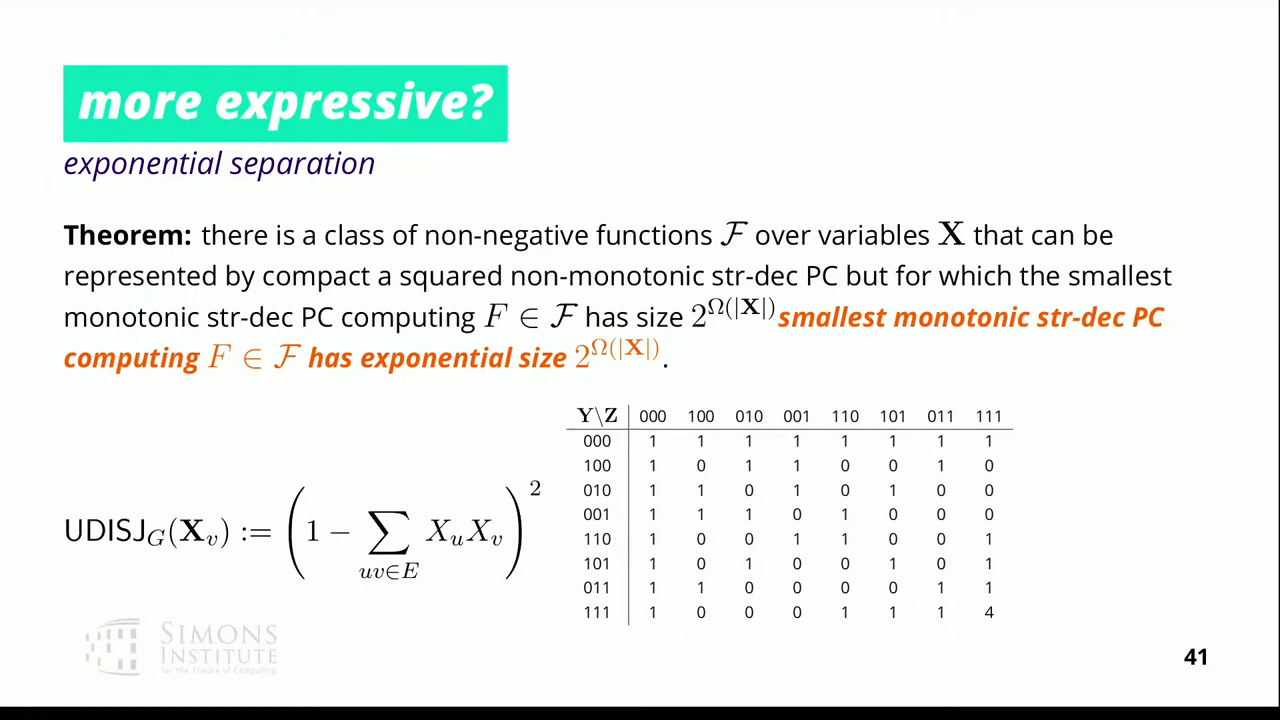 more expressive?
exponential separation
Theorem: there is a class of non-negative functions ℱ over variables X that can be
represented by compact a squared non-monotonic str-dec PC but for which the smallest
monotonic str-dec PC computing F ∈ ℱ has size 2^Ω(|X|) smallest monotonic str-dec PC
computing F ∈ ℱ has exponential size 2^Ω(|X|).
UDISJ_G(X_v) := (1 − ∑_{uv∈E} X_u X_v)^2
Y\Z 000 100 010 001 110 101 011 111
000 1 1 1 1 1 1 1 1
100 1 0 1 1 0 0 1 0
010 1 1 0 1 0 1 0 0
001 1 1 1 0 1 0 0 0
110 1 0 0 1 1 0 0 1
101 1 0 1 0 0 1 0 1
011 1 1 0 0 0 0 1 1
111 1 0 0 0 1 1 1 4
SIMONS
INSTITUTE
for the Theory of Computing
41